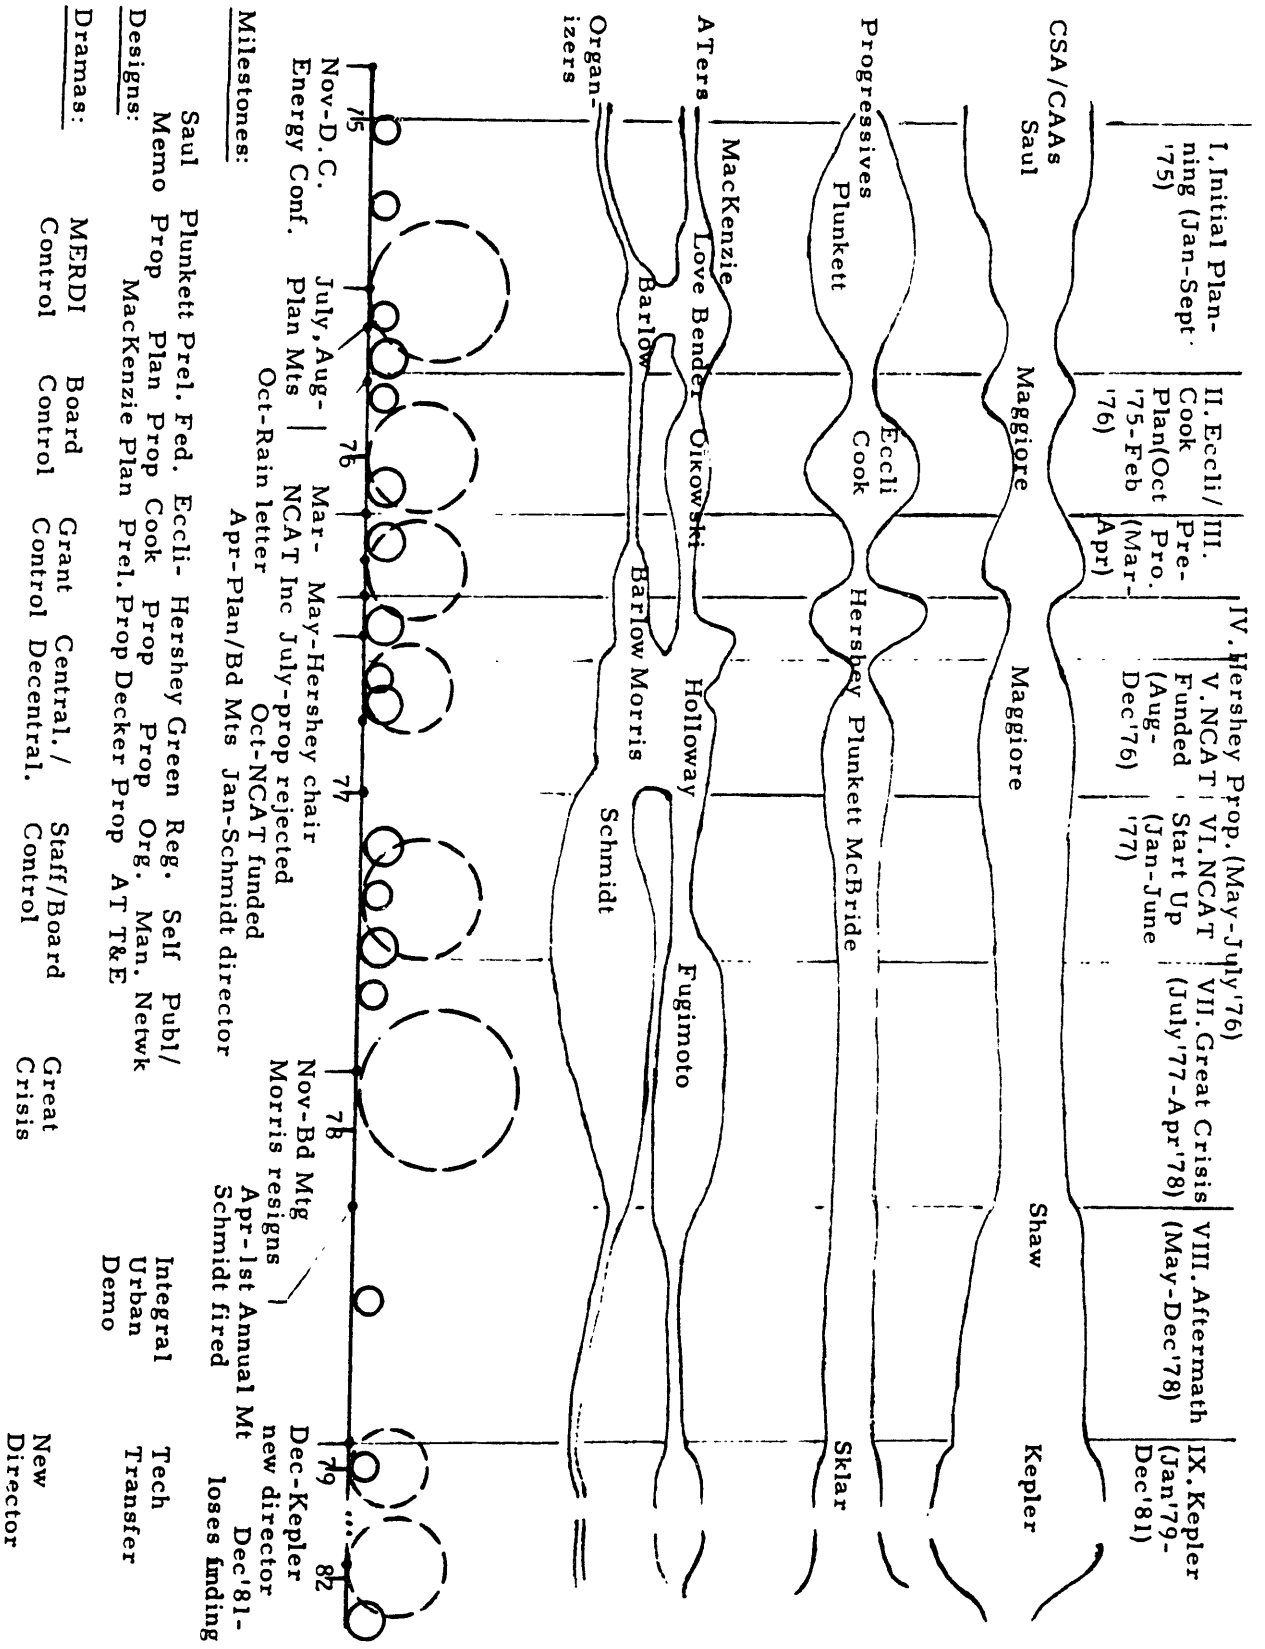 I. Initial Plan-
ning (Jan-Sept
'75)
II. Eccli/
Cook
Plan(Oct
'75-Feb
'76)
III.
Pre-
Pro.
(Mar-
Apr)
IV. Hershey Prop. (May-July'76)
V. NCAT
Funded
(Aug-
Dec'76)
VI. NCAT
Start Up
(Jan-June
'77)
VII. Great Crisis
(July'77-Apr'78)
VIII. Aftermath
(May-Dec'78)
IX. Kepler
(Jan'79-
Dec'81)
CSA/CAAs
Saul
Maggiore
Maggiore
Shaw
Kepler
Progressives
Plunkett
Eccli
Cook
Hershey
Plunkett McBride
Sklar
ATers
MacKenzie
Love Bender
Oikowski
Holloway
Fugimoto
Organ-
izers
Barlow
Barlow Morris
Schmidt
75
76
77
78
79
...
82
Milestones:
Nov-D.C.
Energy Conf.
July, Aug-
Plan Mts
Oct-Rain letter
Mar-
NCAT Inc
Apr-Plan/Bd Mts
May-Hershey chair
July-prop rejected
Oct-NCAT funded
Jan-Schmidt director
Nov-Bd Mtg
Morris resigns
Apr-1st Annual Mt
Schmidt fired
Dec-Kepler
new director
Dec'81-
loses funding
Designs:
Saul
Memo
Plunkett
Prop
MacKenzie Plan
Prel.
Plan
Fed.
Prop
Prel. Prop
Eccli-
Cook
Prop
Decker Prop
Hershey
Prop
Green
Prop
Reg.
Org.
AT T&E
Self
Man.
Publ/
Netwk
Integral
Urban
Demo
Tech
Transfer
Dramas:
MERDI
Control
Board
Control
Grant
Control
Central./
Decentral.
Staff/Board
Control
Great
Crisis
New
Director